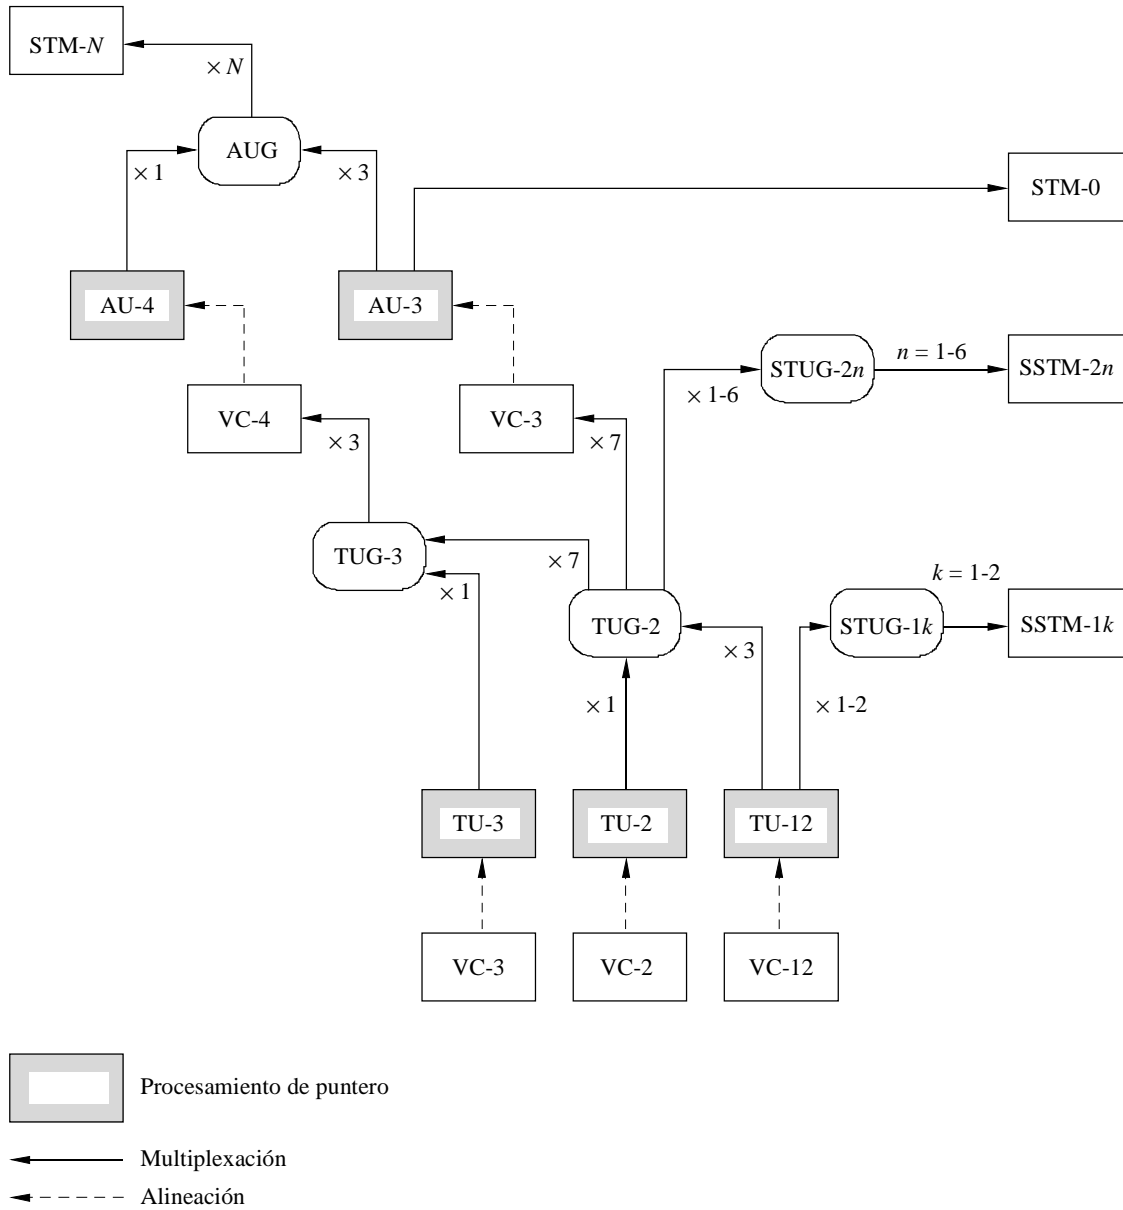 STM-N
× N
AUG
× 1
× 3
STM-0
AU-4
AU-3
n = 1-6
STUG-2n
SSTM-2n
× 1-6
VC-4
VC-3
× 3
× 7
TUG-3
× 7
× 1
k = 1-2
TUG-2
STUG-1k
SSTM-1k
× 3
× 1
× 1-2
TU-3
TU-2
TU-12
VC-3
VC-2
VC-12
Procesamiento de puntero
Multiplexación
Alineación